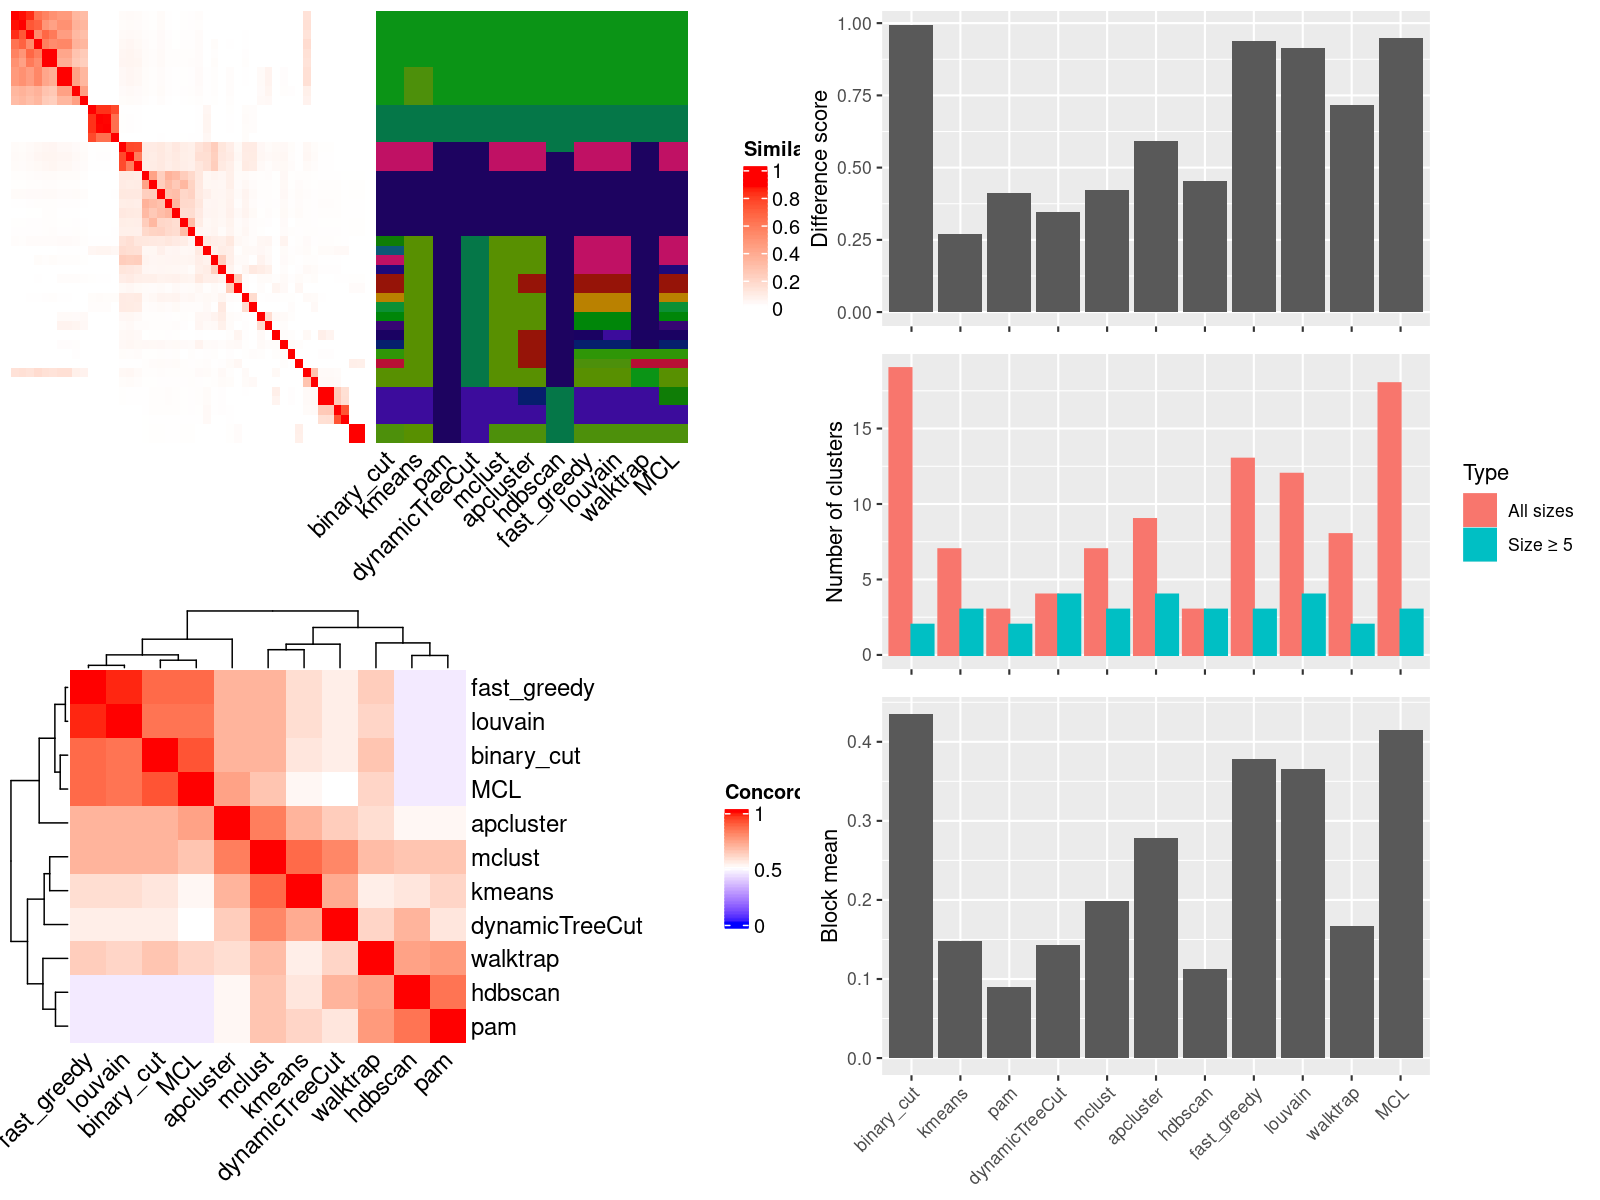 Simila
1
0.8
0.6
0.4
0.2
0
binary_cut
kmeans
pam
dynamicTreeCut
mclust
apcluster
hdbscan
fast_greedy
louvain
walktrap
MCL
fast_greedy
louvain
binary_cut
MCL
apcluster
mclust
kmeans
dynamicTreeCut
walktrap
hdbscan
pam
Concord
1
0.5
0
fast_greedy
louvain
binary_cut
MCL
apcluster
mclust
kmeans
dynamicTreeCut
walktrap
hdbscan
pam
Difference score
1.00
0.75
0.50
0.25
0.00
Number of clusters
15
10
5
0
Type
All sizes
Size ≥ 5
Block mean
0.4
0.3
0.2
0.1
0.0
binary_cut
kmeans
pam
dynamicTreeCut
mclust
apcluster
hdbscan
fast_greedy
louvain
walktrap
MCL